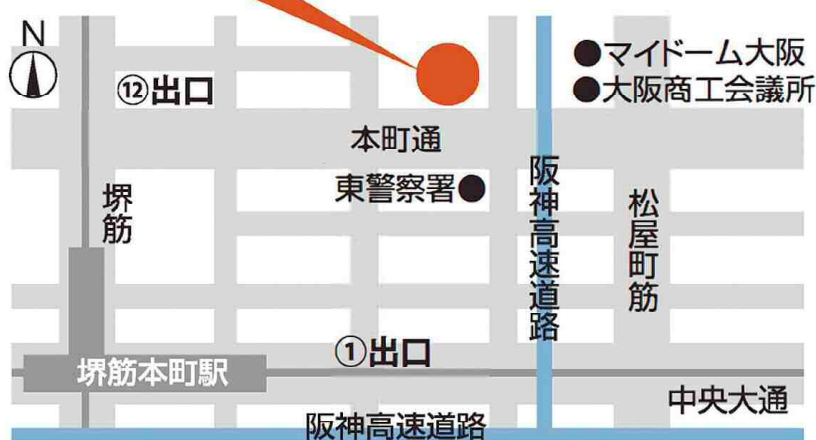 N
●マイドーム大阪
⑫出口
●大阪商工会議所
本町通
東警察署●
堺筋
阪神高速道路
松屋町筋
①出口
堺筋本町駅
中央大通
阪神高速道路